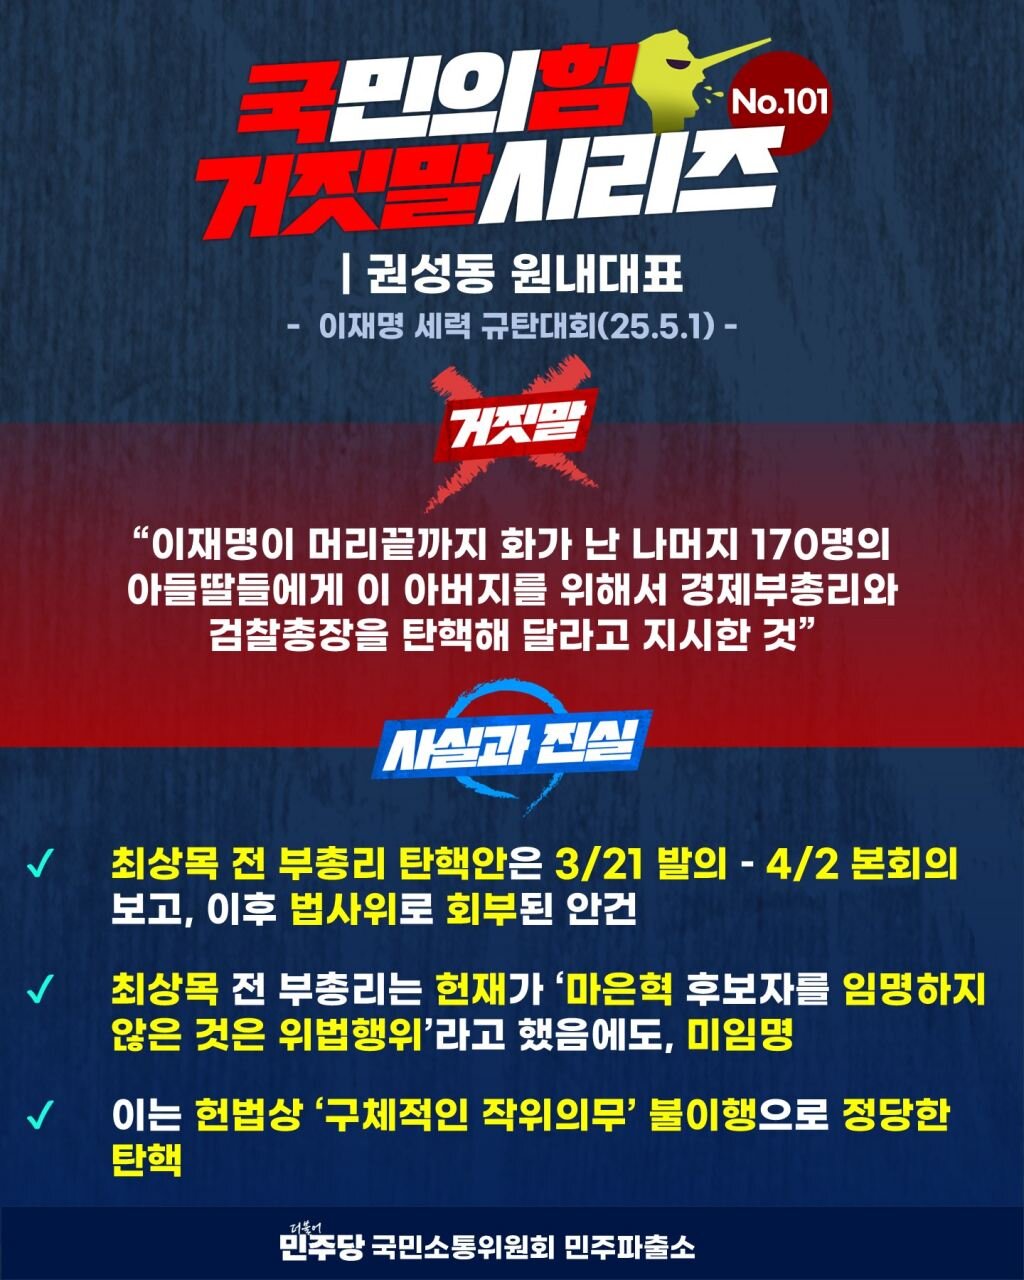 국민의힘
No.101
거짓말시리즈
| 권성동 원내대표
- 이재명 세력 규탄대회(25.5.1) -
거짓말
“이재명이 머리끝까지 화가 난 나머지 170명의
아들딸들에게 이 아버지를 위해서 경제부총리와
검찰총장을 탄핵해 달라고 지시한 것”
사실과 진실
✓ 최상목 전 부총리 탄핵안은 3/21 발의 - 4/2 본회의
보고, 이후 법사위로 회부된 안건
✓ 최상목 전 부총리는 헌재가 ‘마은혁 후보자를 임명하지
않은 것은 위법행위’라고 했음에도, 미임명
✓ 이는 헌법상 ‘구체적인 작위의무’ 불이행으로 정당한
탄핵
더불어
민주당 국민소통위원회 민주파출소